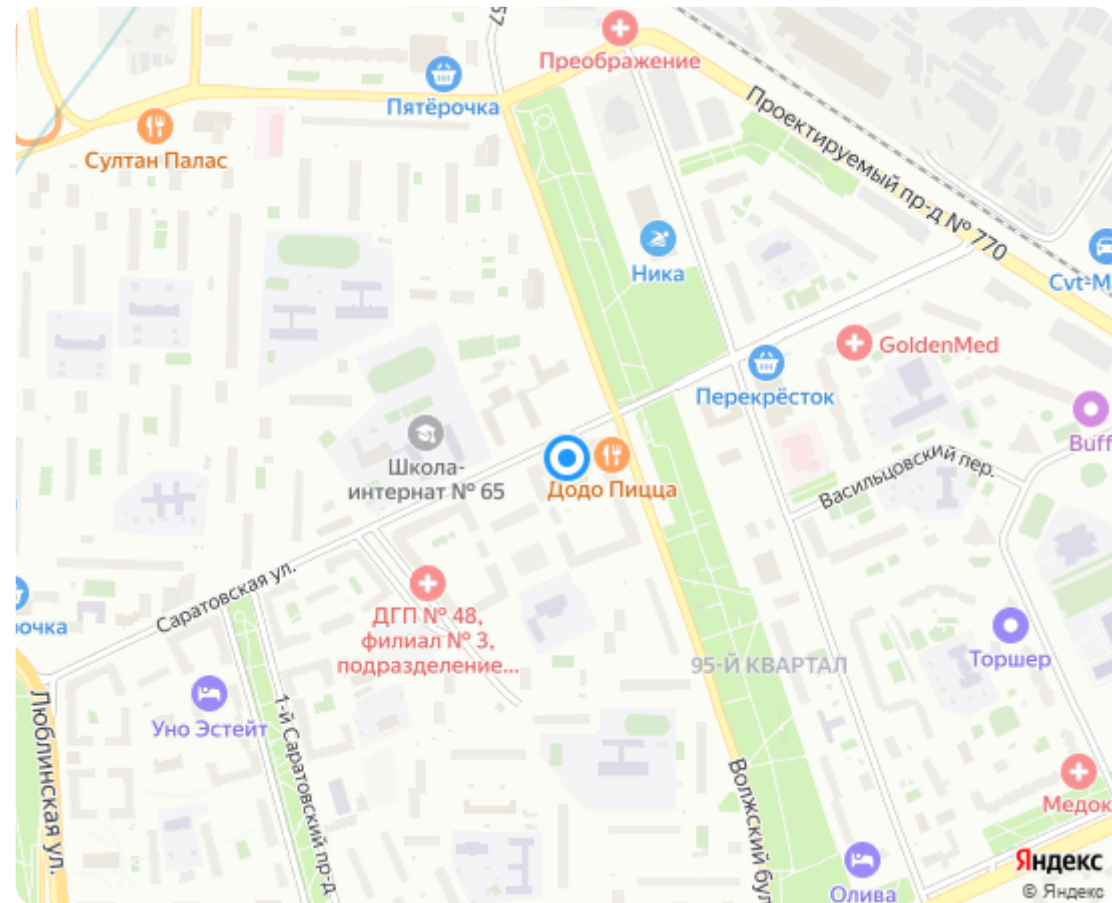 57
Преображение
Пятёрочка
Проектируемый пр-д № 770
Султан Палас
Ника
Cvt-M
GoldenMed
Перекрёсток
Buff
Школа-
интернат № 65
Додо Пицца
Васильцовский пер.
Саратовская ул.
рочка
ДГП № 48,
филиал № 3,
подразделение...
95-Й КВАРТАЛ
Торшер
Уно Эстейт
1-й Саратовский пр-д
Люблинская ул.
Волжский бул
Медок
Олива
Яндекс
© Яндекс